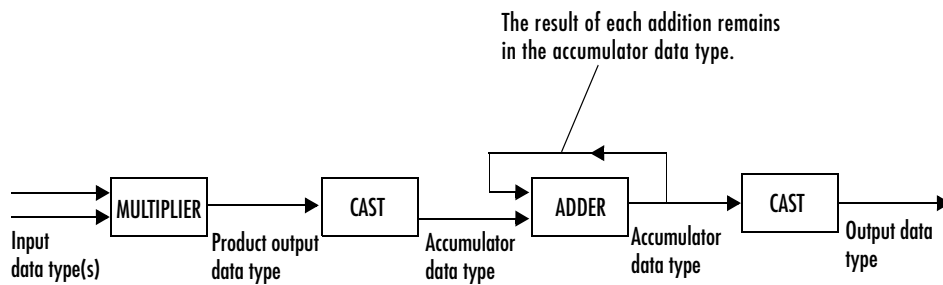 The result of each addition remains
in the accumulator data type.
MULTIPLIER
CAST
ADDER
CAST
Input
data type(s)
Product output
data type
Accumulator
data type
Accumulator
data type
Output data
type